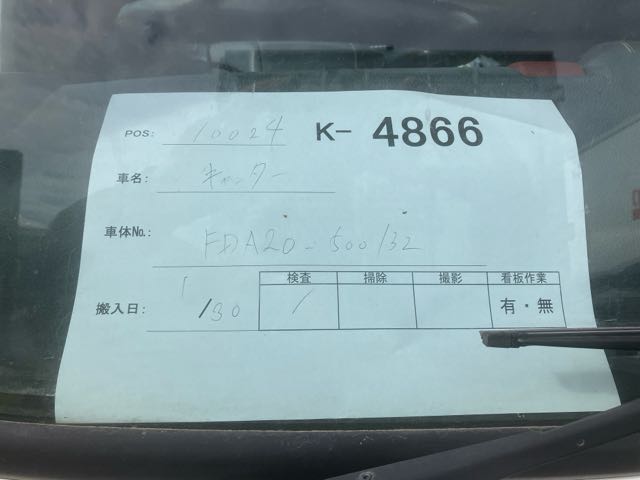 POS: 10024 K- 4866
車名: キャンター
車体No.: FDA20-500132
検査 掃除 撮影 看板作業
搬入日: 1/30 / 有・無